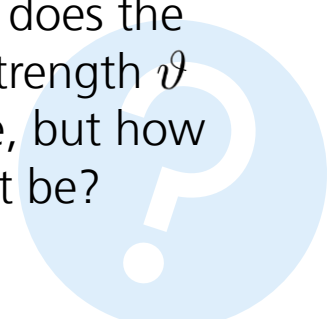 does the
trength ϑ
, but how
t be?